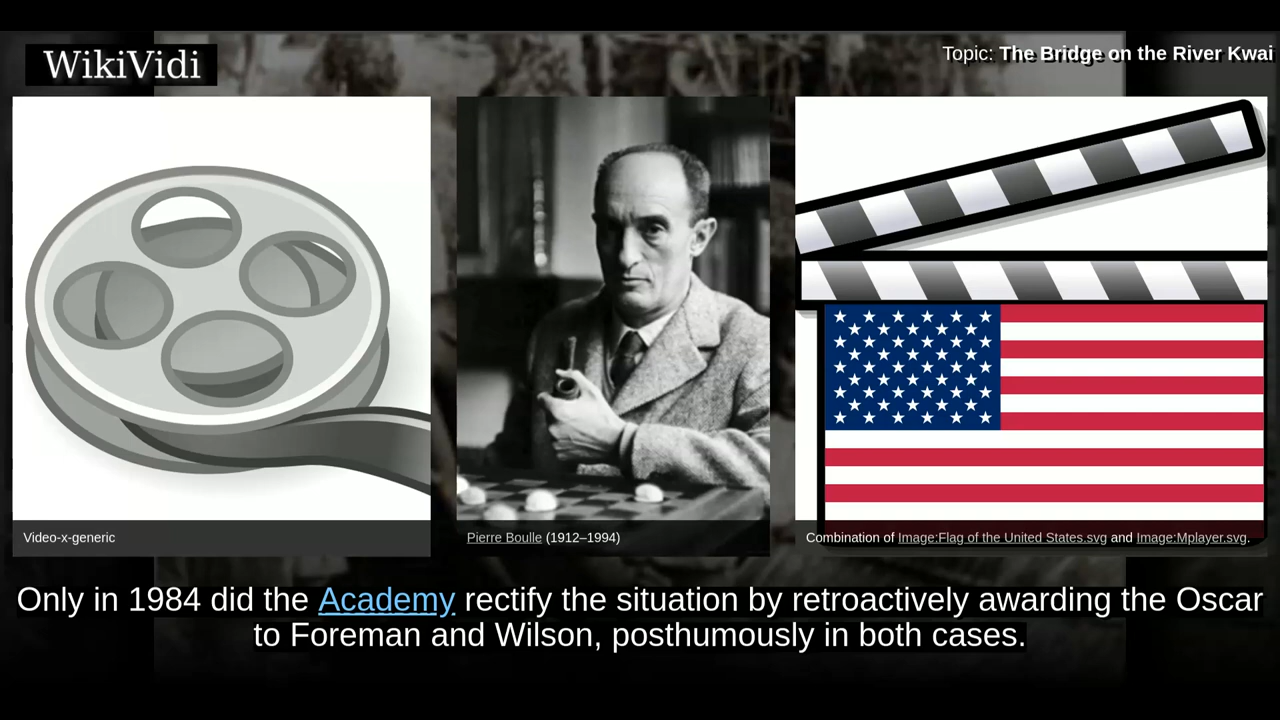 WikiVidi
Topic: The Bridge on the River Kwai
Video-x-generic
Pierre Boulle (1912–1994)
Combination of Image:Flag of the United States.svg and Image:Mplayer.svg.
Only in 1984 did the Academy rectify the situation by retroactively awarding the Oscar
to Foreman and Wilson, posthumously in both cases.